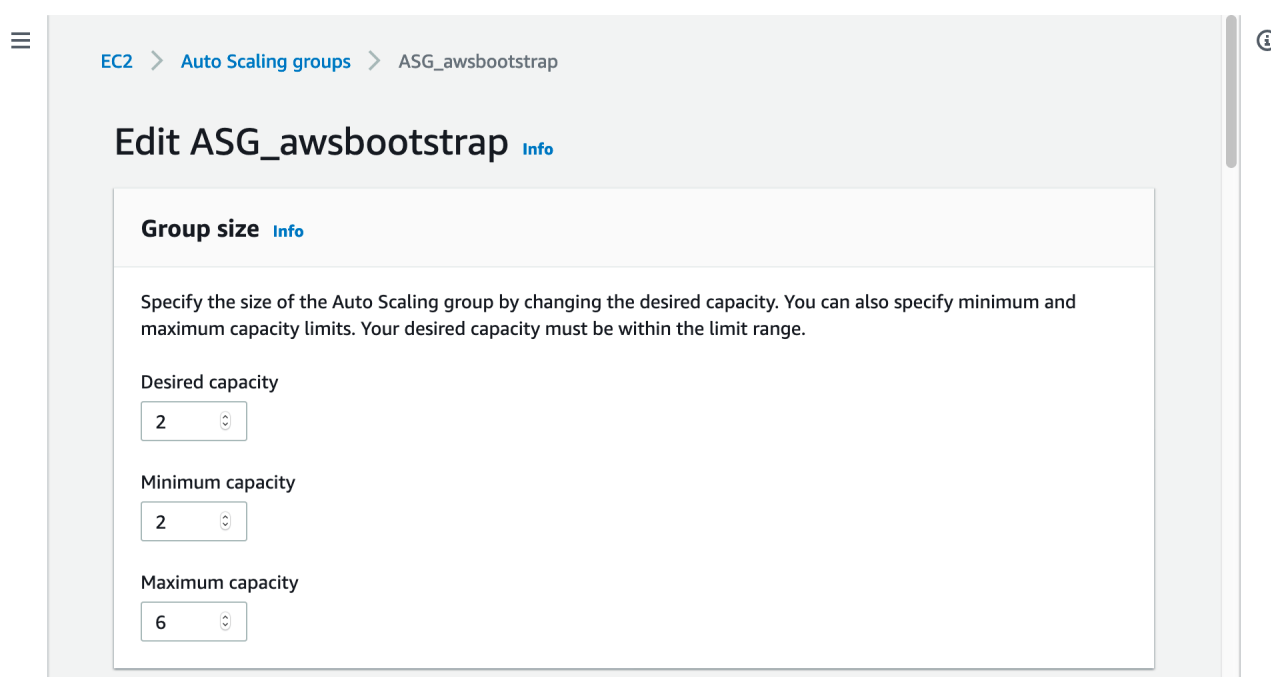 EC2 > Auto Scaling groups > ASG_awsbootstrap
Edit ASG_awsbootstrap Info
Group size Info
Specify the size of the Auto Scaling group by changing the desired capacity. You can also specify minimum and
maximum capacity limits. Your desired capacity must be within the limit range.
Desired capacity
2
Minimum capacity
2
Maximum capacity
6